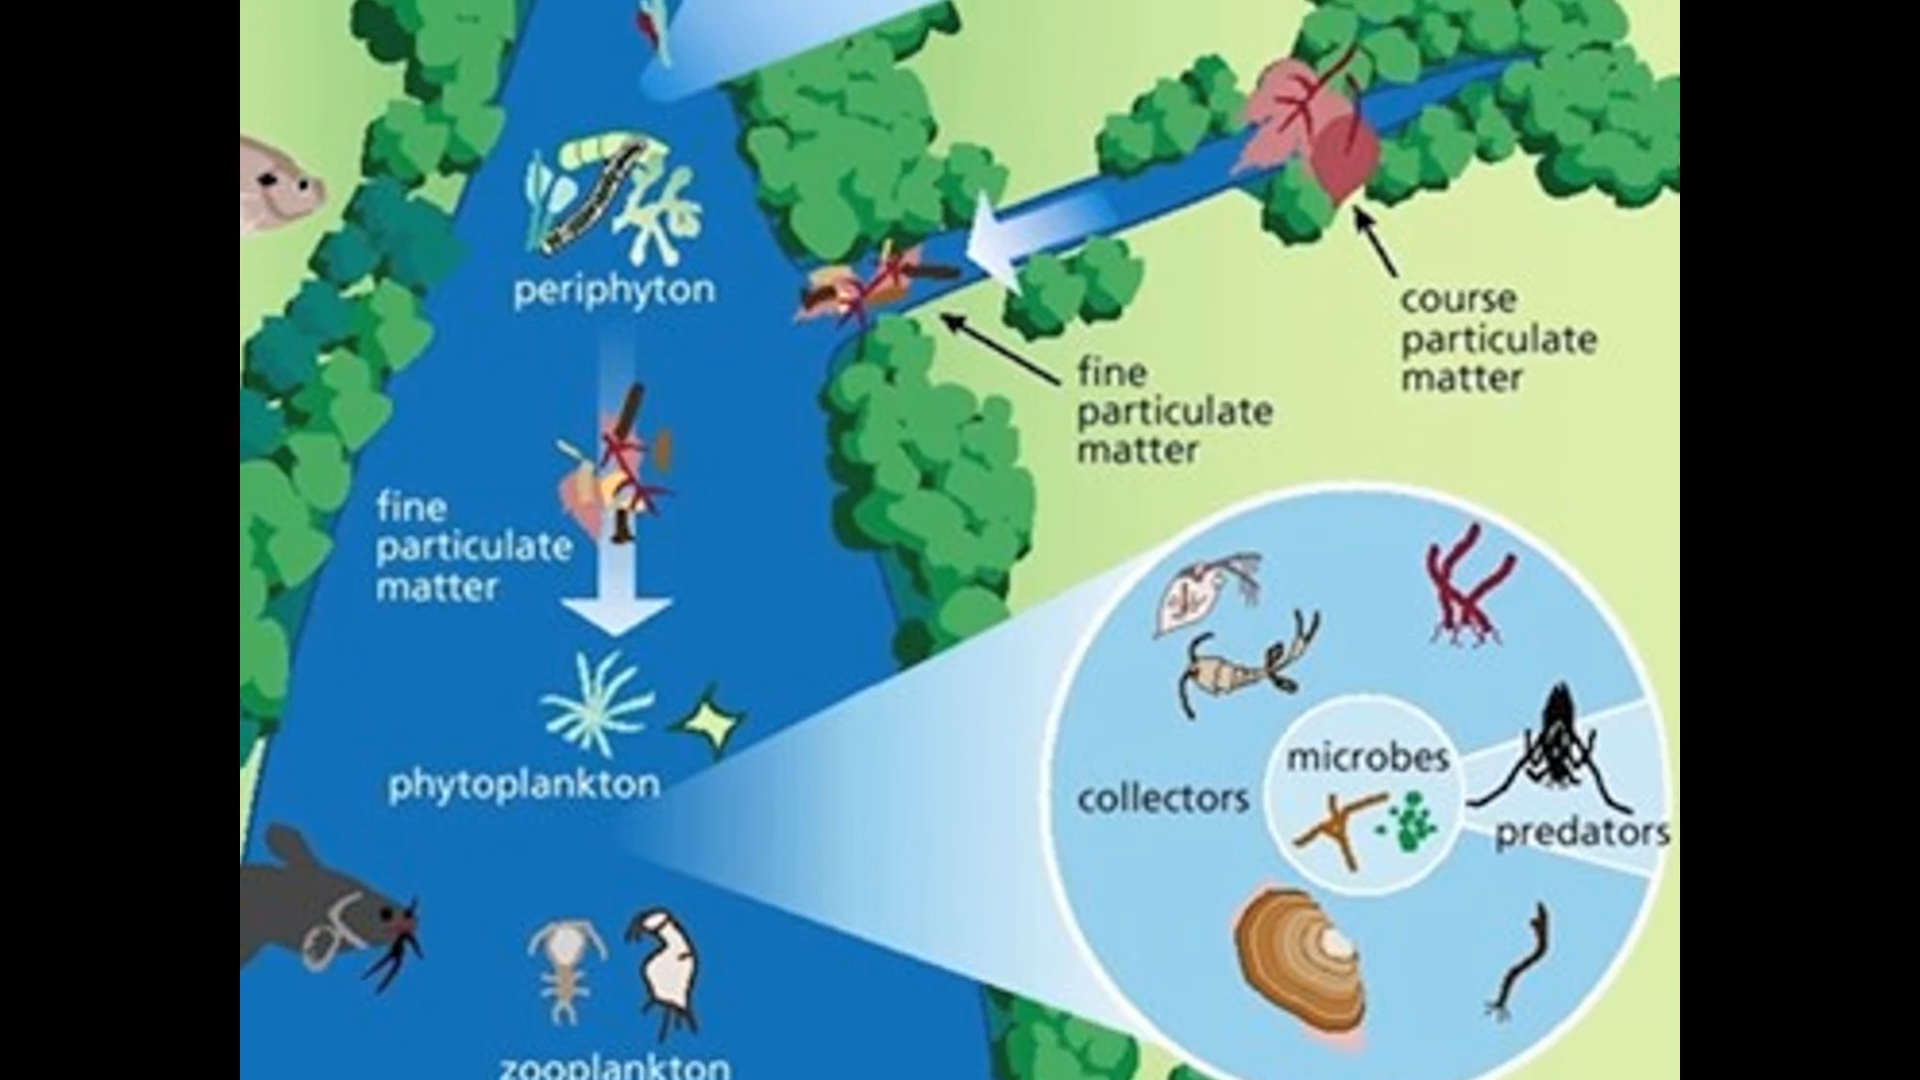 periphyton
course
particulate
matter
fine
particulate
matter
fine
particulate
matter
microbes
phytoplankton
collectors
predators
zooplankton